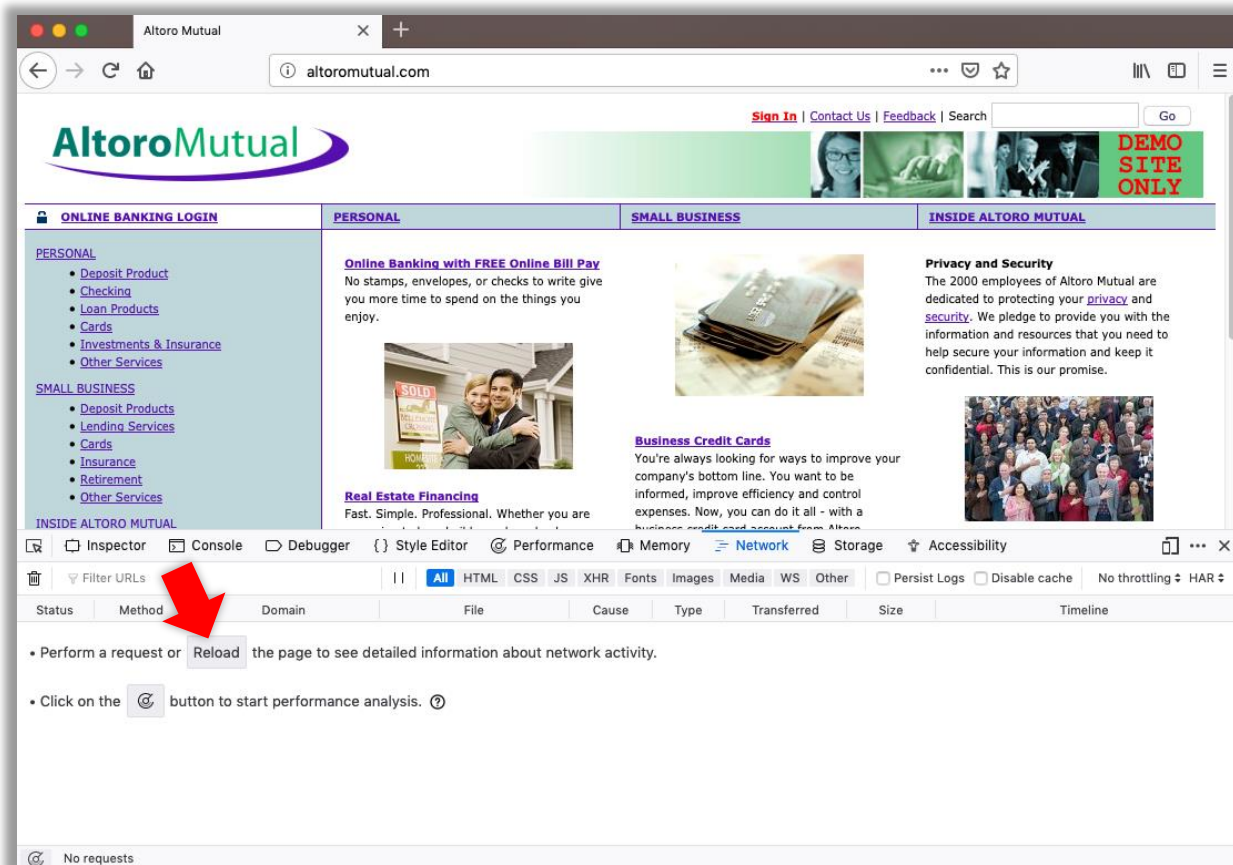 Altoro Mutual
altoromutual.com
Sign In | Contact Us | Feedback | Search
Go
AltoroMutual
DEMO
SITE
ONLY
ONLINE BANKING LOGIN
PERSONAL
SMALL BUSINESS
INSIDE ALTORO MUTUAL
PERSONAL
• Deposit Product
• Checking
• Loan Products
• Cards
• Investments & Insurance
• Other Services
SMALL BUSINESS
• Deposit Products
• Lending Services
• Cards
• Insurance
• Retirement
• Other Services
INSIDE ALTORO MUTUAL
Online Banking with FREE Online Bill Pay
No stamps, envelopes, or checks to write give
you more time to spend on the things you
enjoy.
SOLD
Real Estate Financing
Fast. Simple. Professional. Whether you are
Business Credit Cards
You're always looking for ways to improve your
company's bottom line. You want to be
informed, improve efficiency and control
expenses. Now, you can do it all - with a
business credit card account from Altoro
Privacy and Security
The 2000 employees of Altoro Mutual are
dedicated to protecting your privacy and
security. We pledge to provide you with the
information and resources that you need to
help secure your information and keep it
confidential. This is our promise.
Inspector Console Debugger { } Style Editor Performance Memory Network Storage Accessibility
Filter URLs
All HTML CSS JS XHR Fonts Images Media WS Other Persist Logs Disable cache No throttling HAR
Status Method Domain File Cause Type Transferred Size Timeline
• Perform a request or Reload the page to see detailed information about network activity.
• Click on the button to start performance analysis.
No requests